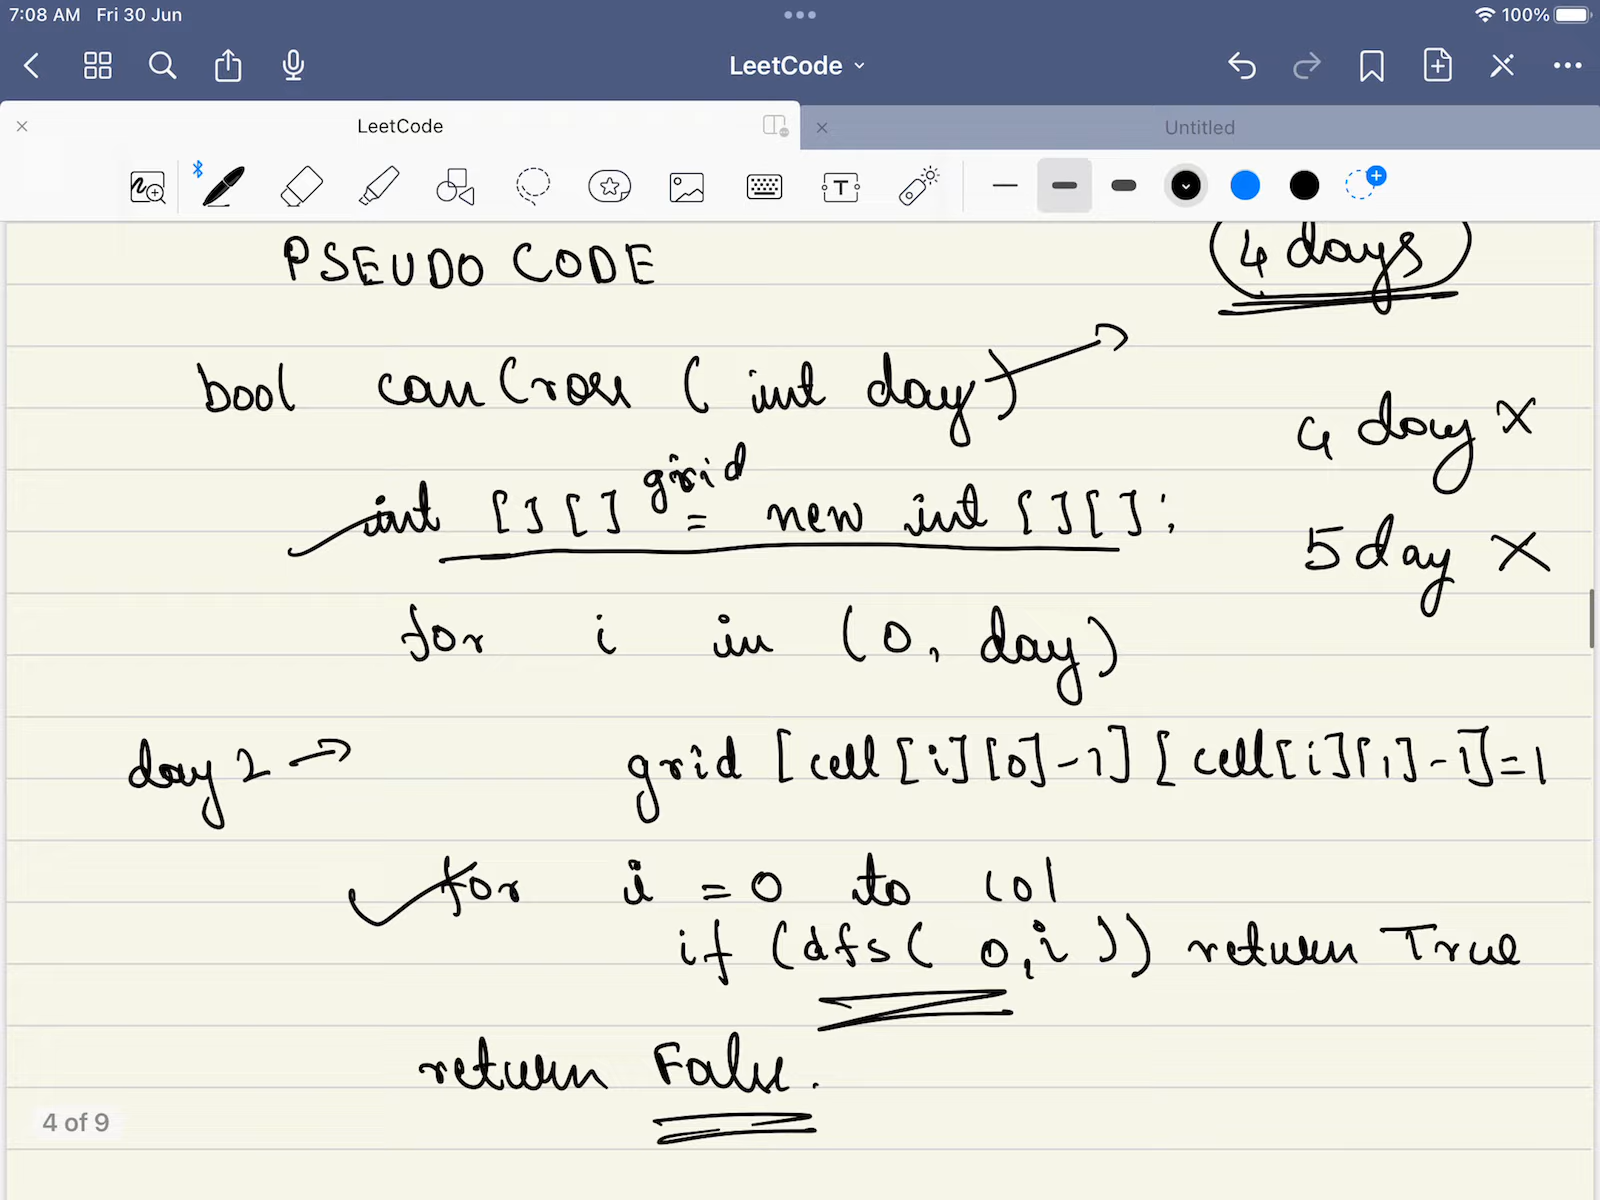 7:08 AM Fri 30 Jun
100%
LeetCode
LeetCode
Untitled
PSEUDO CODE
4 days
bool canCross (int day)
4 day X
int [][] grid = new int [][];
5 day X
for i in (0, day)
day 2 → grid [cell[i][0]-1] [cell[i][1]-1]=1
for i = 0 to col
if (dfs( 0,i )) return True
return False.
4 of 9